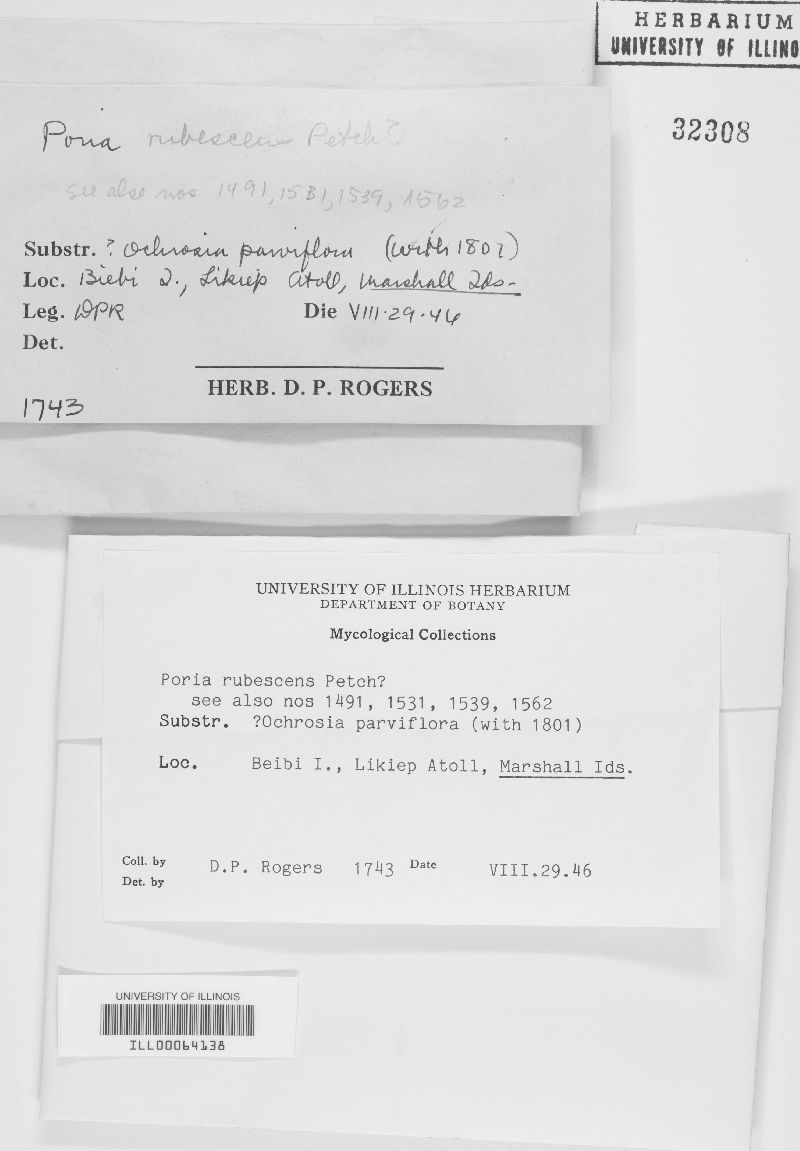 HERBARIUM
UNIVERSITY OF ILLINO
32308
Poria rubescens Petch?
see also nos 1491, 1531, 1539, 1562
Substr. ? Ochrosia parviflora (with 1801)
Loc. Biebi I., Likiep Atoll, Marshall Ids-
Leg. DPR Die VIII·29·46
Det.
HERB. D. P. ROGERS
1743
UNIVERSITY OF ILLINOIS HERBARIUM
DEPARTMENT OF BOTANY
Mycological Collections
Poria rubescens Petch?
see also nos 1491, 1531, 1539, 1562
Substr. ?Ochrosia parviflora (with 1801)
Loc. Beibi I., Likiep Atoll, Marshall Ids.
Coll. by D.P. Rogers 1743 Date VIII.29.46
Det. by
UNIVERSITY OF ILLINOIS
ILL00064138